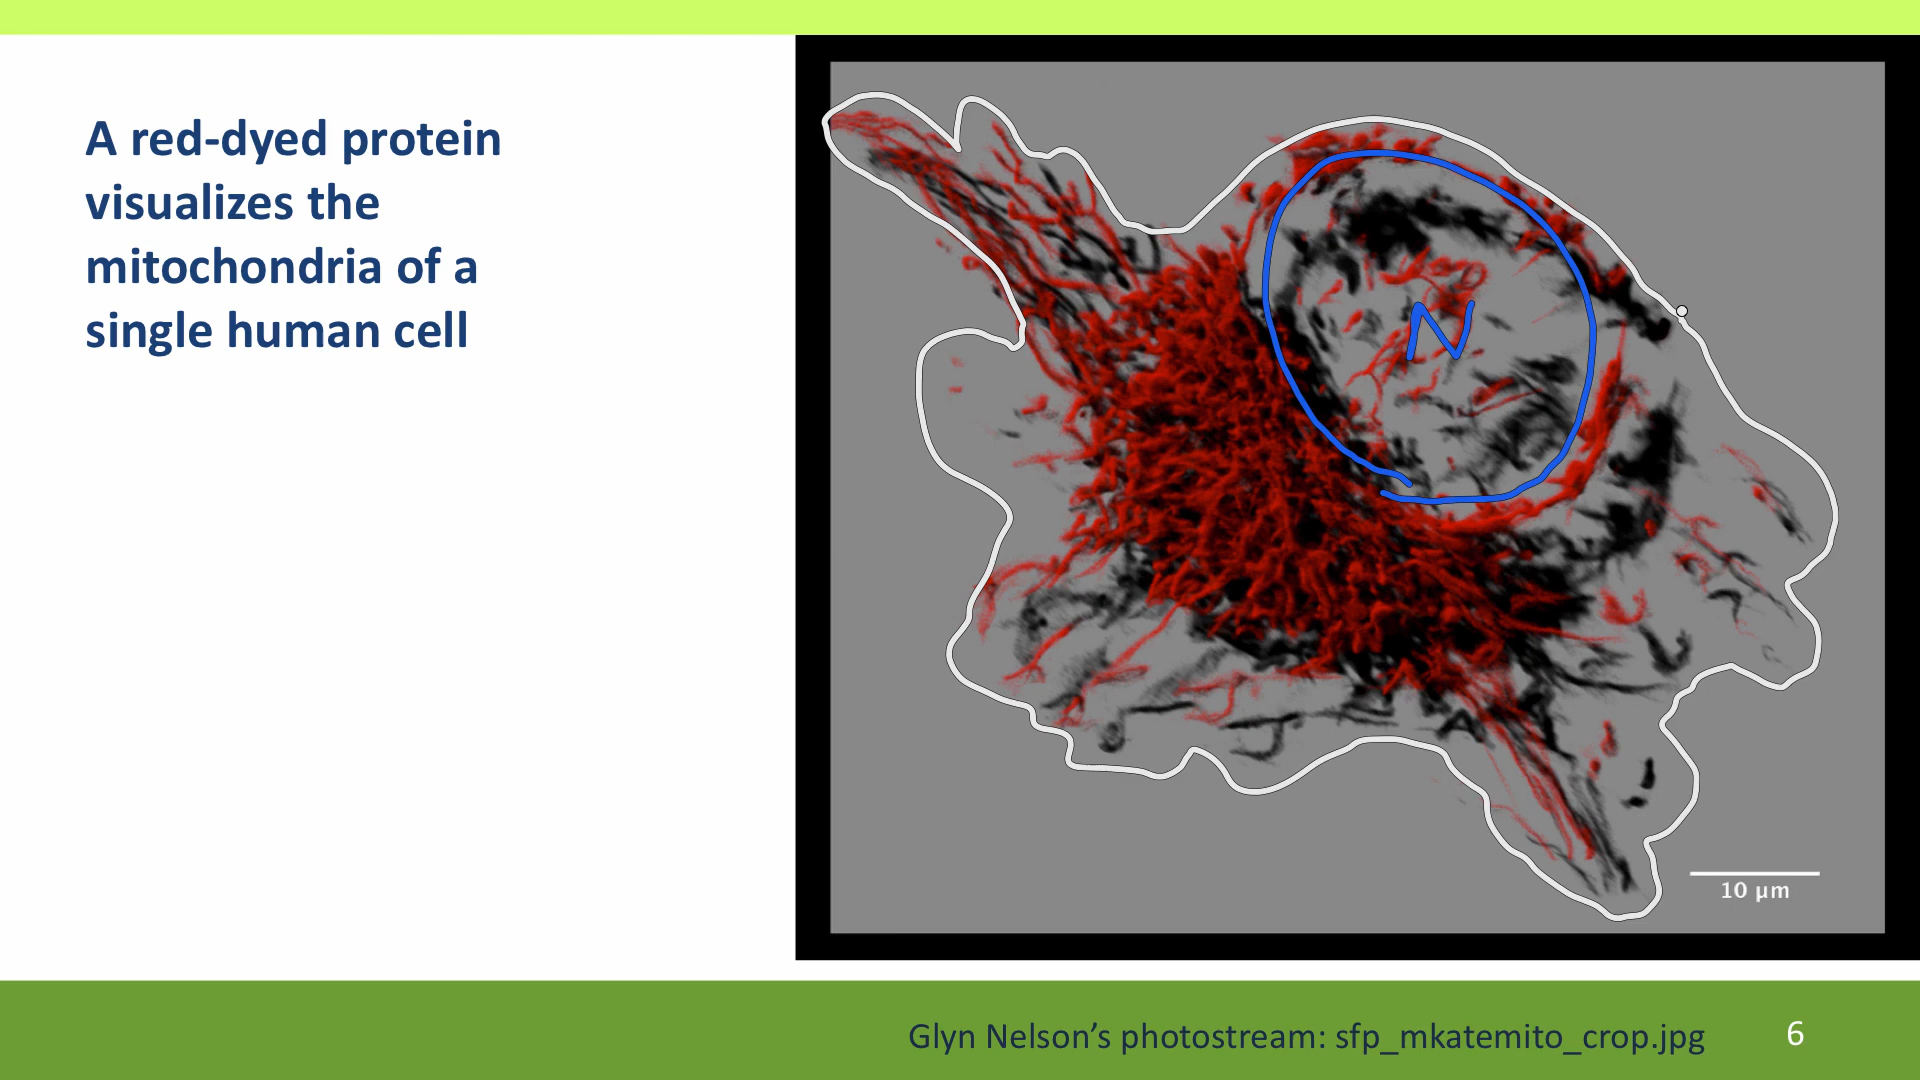 A red-dyed protein
visualizes the
mitochondria of a
single human cell
N
10 µm
Glyn Nelson’s photostream: sfp_mkatemito_crop.jpg
6